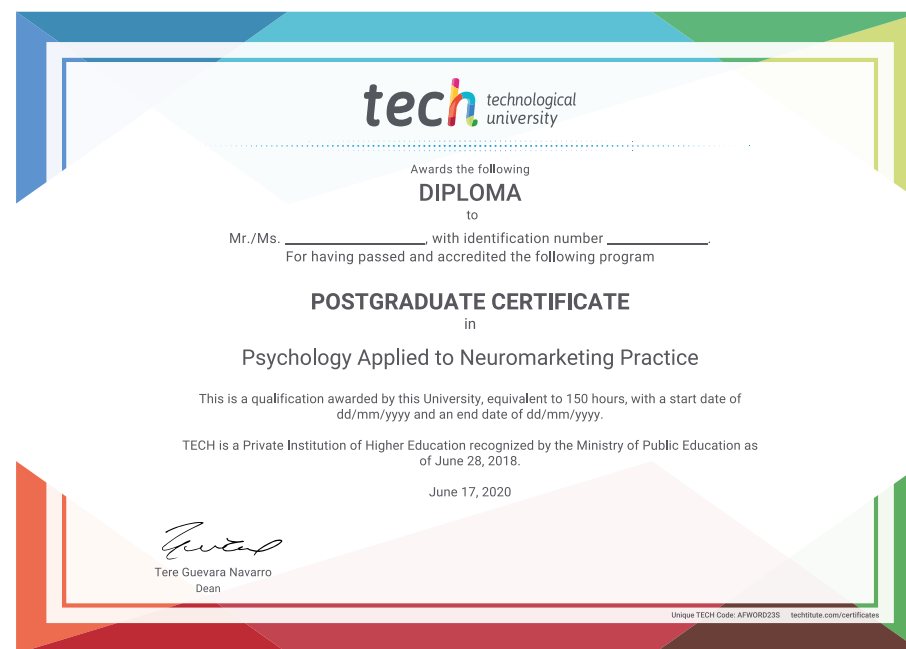 tech technological
university
Awards the following
DIPLOMA
to
Mr./Ms. ____________________, with identification number ______________.
For having passed and accredited the following program
POSTGRADUATE CERTIFICATE
in
Psychology Applied to Neuromarketing Practice
This is a qualification awarded by this University, equivalent to 150 hours, with a start date of
dd/mm/yyyy and an end date of dd/mm/yyyy.
TECH is a Private Institution of Higher Education recognized by the Ministry of Public Education as
of June 28, 2018.
June 17, 2020
Tere Guevara Navarro
Dean
Unique TECH Code: AFWORD23S techtitute.com/certificates